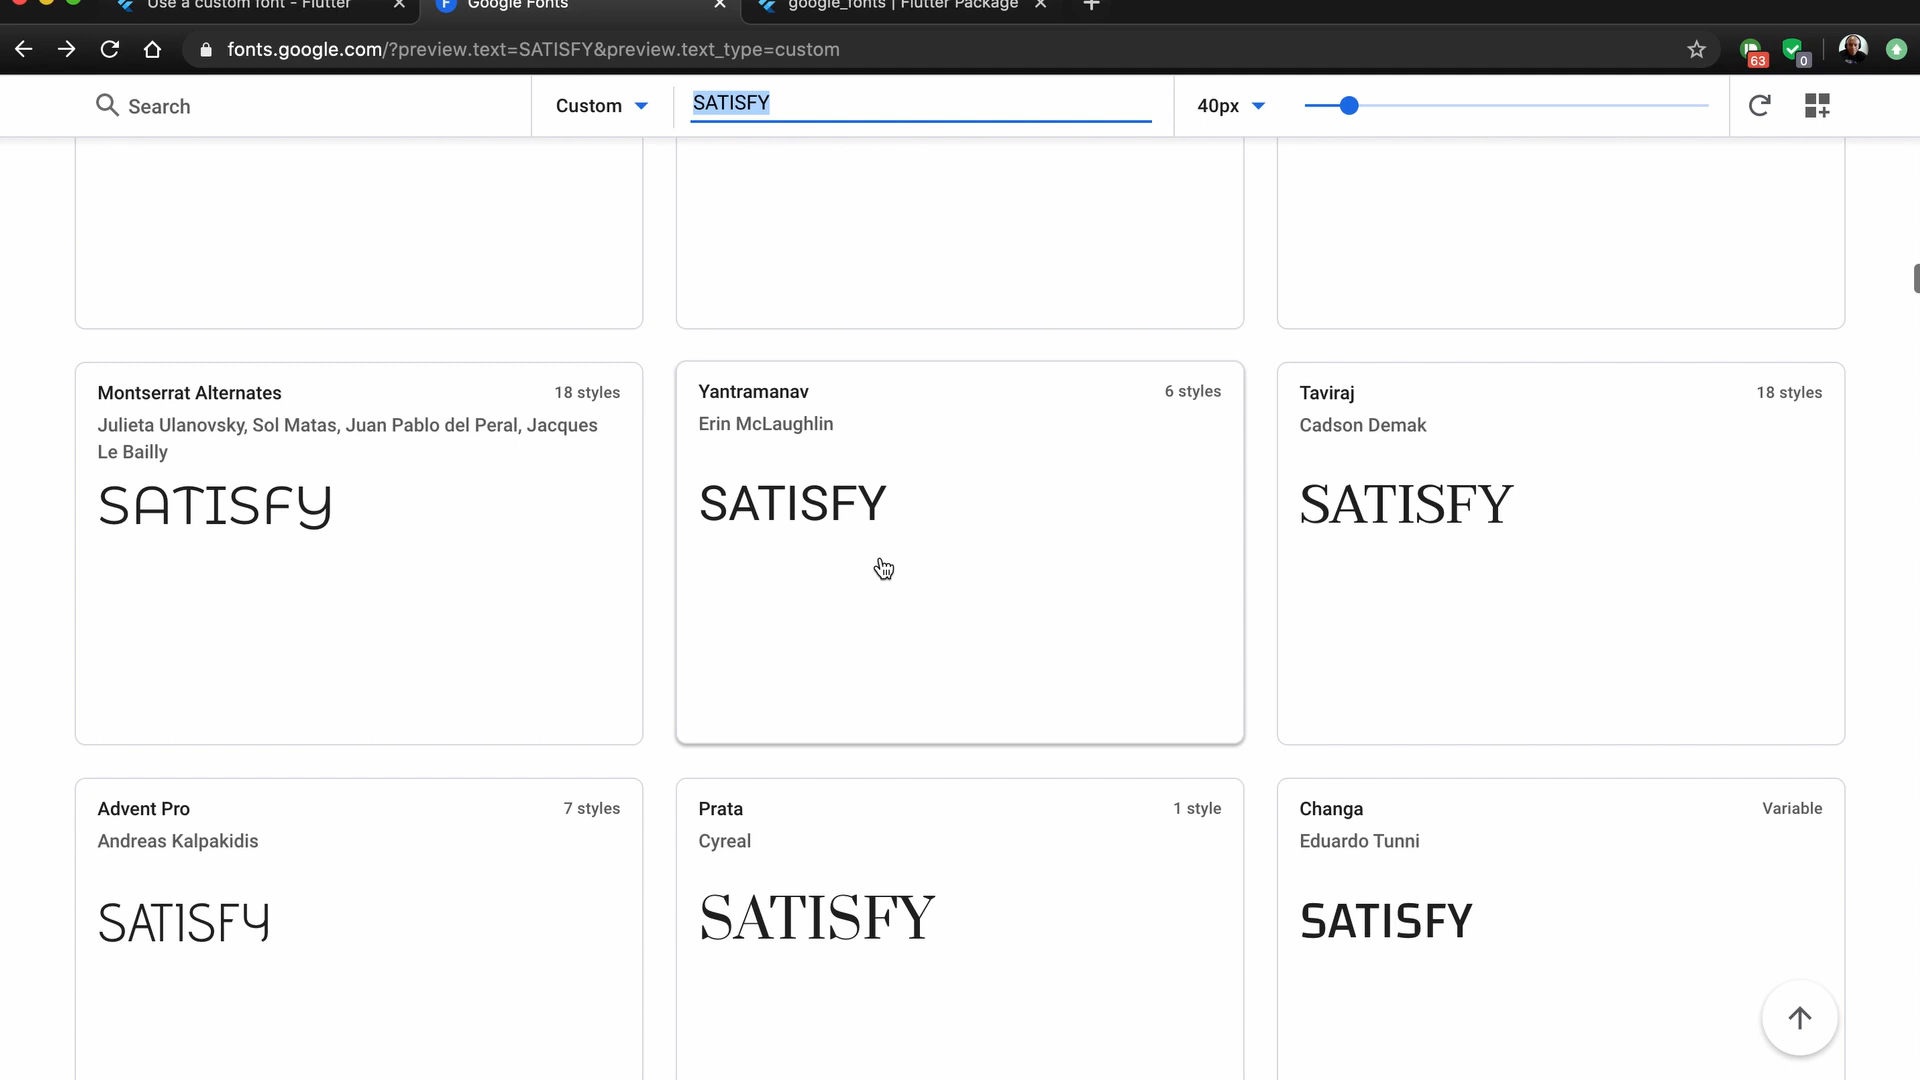 Use a custom font - Flutter
Google Fonts
google_fonts | Flutter Package
fonts.google.com/?preview.text=SATISFY&preview.text_type=custom
63
0
Search
Custom
SATISFY
40px
Montserrat Alternates
18 styles
Julieta Ulanovsky, Sol Matas, Juan Pablo del Peral, Jacques
Le Bailly
SATISFY
Yantramanav
6 styles
Erin McLaughlin
SATISFY
Taviraj
18 styles
Cadson Demak
SATISFY
Advent Pro
7 styles
Andreas Kalpakidis
SATISFY
Prata
1 style
Cyreal
SATISFY
Changa
Variable
Eduardo Tunni
SATISFY